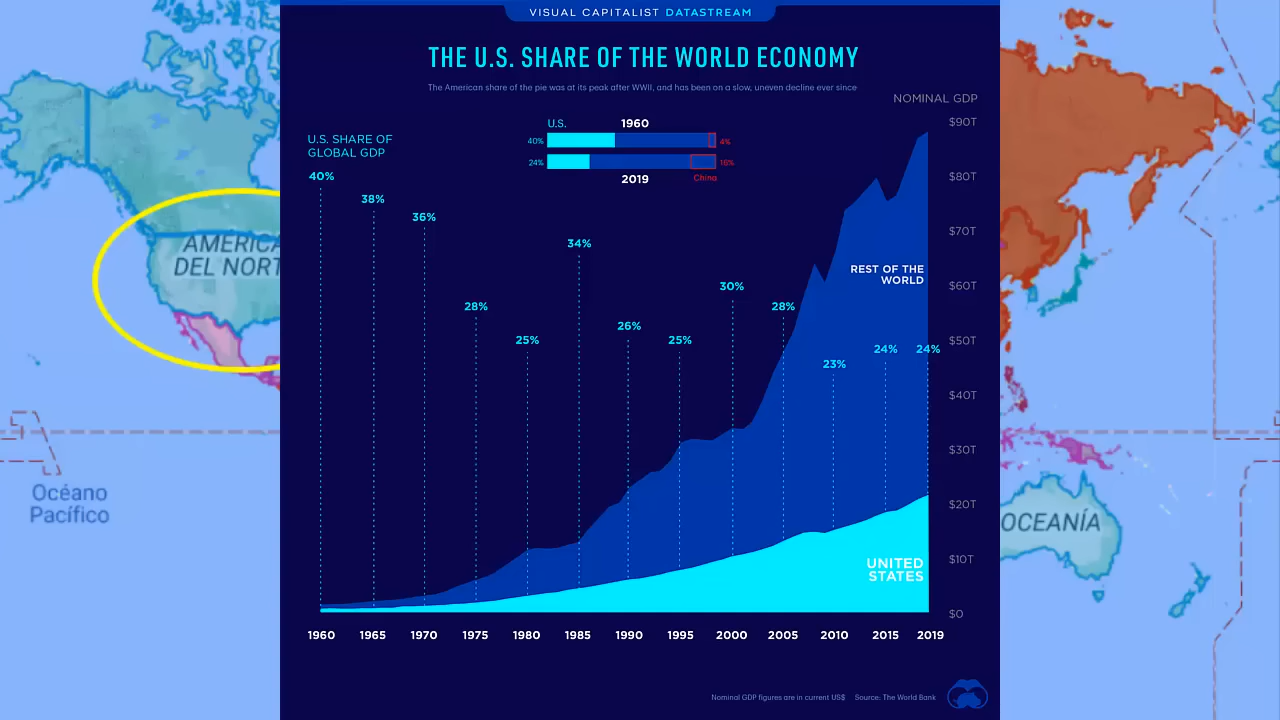 VISUAL CAPITALIST DATASTREAM
THE U.S. SHARE OF THE WORLD ECONOMY
The American share of the pie was at its peak after WWII, and has been on a slow, uneven decline ever since
NOMINAL GDP
U.S. 1960
40% 4%
24% 16%
2019 China
U.S. SHARE OF
GLOBAL GDP
40%
38%
36%
28%
25%
34%
26%
25%
30%
28%
23%
24%
24%
$90T
$80T
$70T
$60T
$50T
$40T
$30T
$20T
$10T
$0
REST OF THE
WORLD
UNITED
STATES
1960 1965 1970 1975 1980 1985 1990 1995 2000 2005 2010 2015 2019
Nominal GDP figures are in current US$ Source: The World Bank
AMERICA
DEL NORT
Océano
Pacífico
OCEANÍA